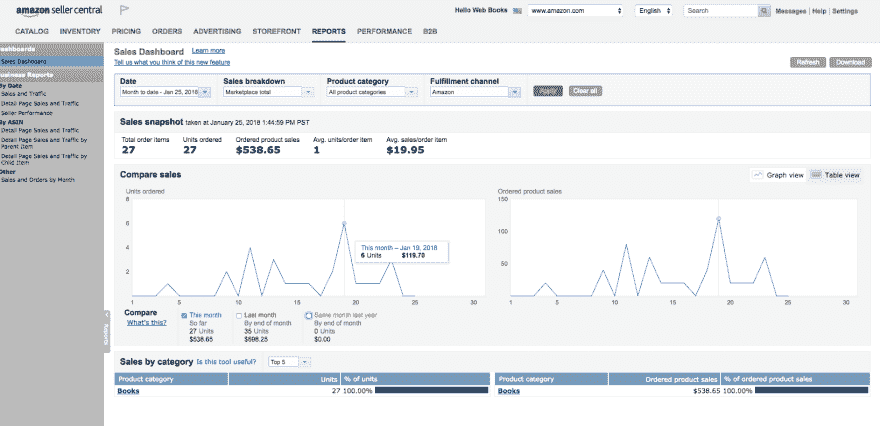 amazon seller central
Hello Web Books
www.amazon.com
English
Search
Messages | Help | Settings
CATALOG INVENTORY PRICING ORDERS ADVERTISING STOREFRONT REPORTS PERFORMANCE B2B
ashboards
Sales Dashboard
usiness Reports
By Date
Sales and Traffic
Detail Page Sales and Traffic
Seller Performance
By ASIN
Detail Page Sales and Traffic
Detail Page Sales and Traffic by
Parent Item
Detail Page Sales and Traffic by
Child Item
Other
Sales and Orders by Month
Reports
Sales Dashboard Learn more
Tell us what you think of this new feature
Refresh Download
Date Sales breakdown Product category Fulfillment channel
Month to date - Jan 25, 2018 Marketplace total All product categories Amazon Clear all
Sales snapshot taken at January 25, 2018 1:44:59 PM PST
Total order items Units ordered Ordered product sales Avg. units/order item Avg. sales/order item
27 27 $538.65 1 $19.95
Compare sales
Graph view Table view
Units ordered
8
6
4
2
1 5 10 15 20 25 30
This month – Jan 19, 2018
6 Units $119.70
Ordered product sales
150
100
50
1 5 10 15 20 25 30
Compare
What's this?
This month
So far
27 Units
$538.65
Last month
By end of month
35 Units
$698.25
Same month last year
By end of month
0 Units
$0.00
Sales by category Is this tool useful? Top 5
Product category Units % of units
Books 27 100.00%
Product category Ordered product sales % of ordered product sales
Books $538.65 100.00%